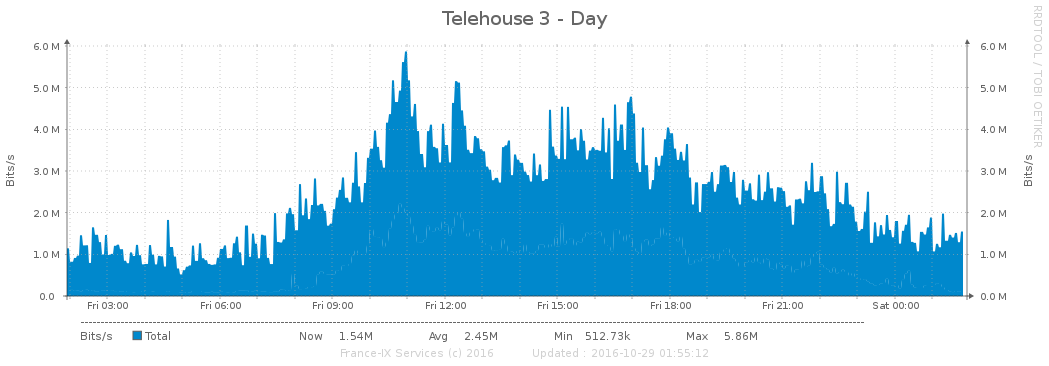 Telehouse 3 - Day
RRDTOOL / TOBI OETIKER
Bits/s
Bits/s
6.0 M 6.0 M
5.0 M 5.0 M
4.0 M 4.0 M
3.0 M 3.0 M
2.0 M 2.0 M
1.0 M 1.0 M
0.0 0.0 M
Fri 03:00 Fri 06:00 Fri 09:00 Fri 12:00 Fri 15:00 Fri 18:00 Fri 21:00 Sat 00:00
Bits/s Total Now 1.54M Avg 2.45M Min 512.73k Max 5.86M
France-IX Services (c) 2016 Updated : 2016-10-29 01:55:12